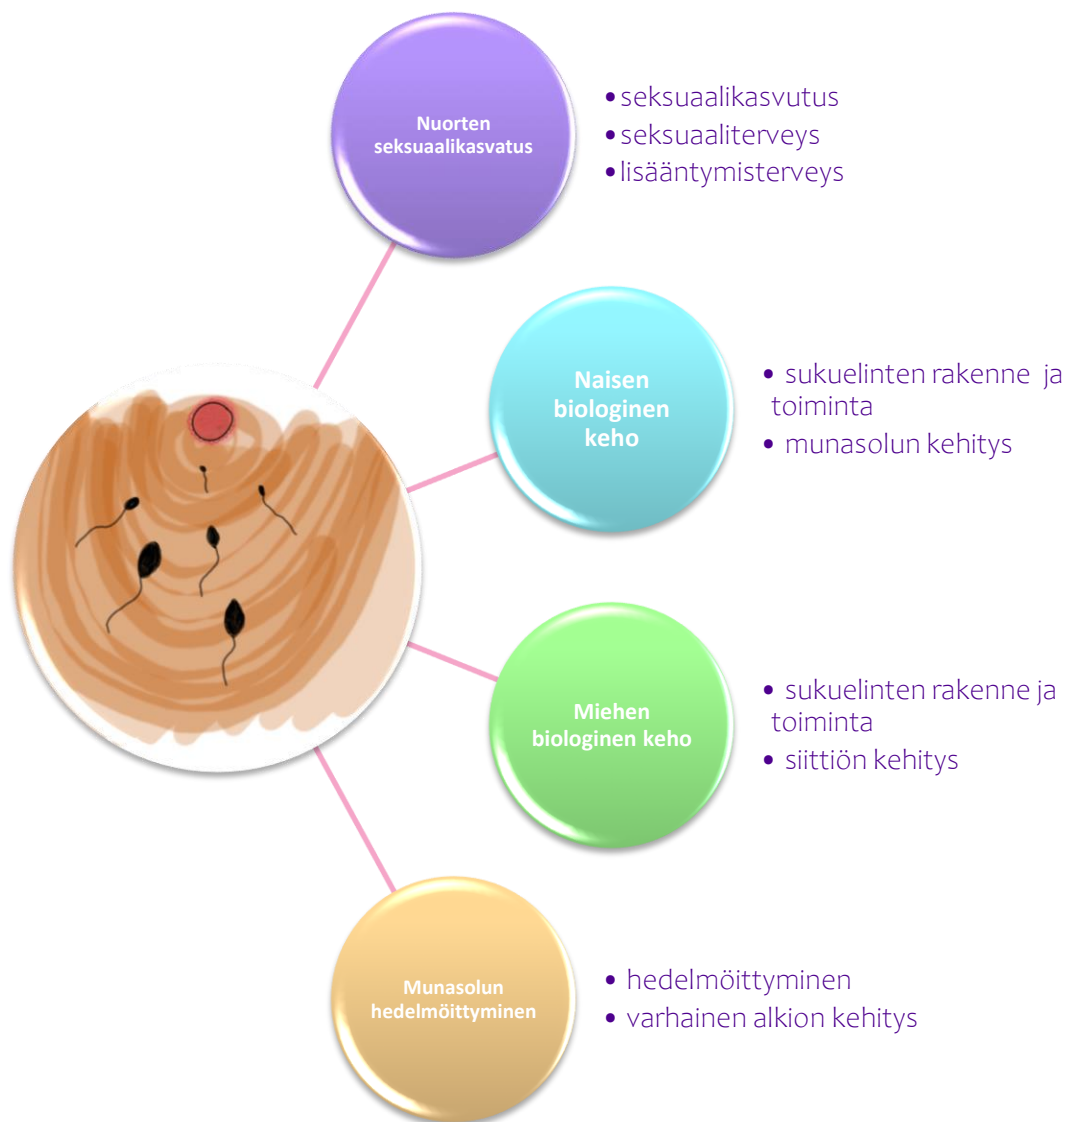 Nuorten
seksuaalikasvatus
•seksuaalikasvutus
•seksuaaliterveys
•lisääntymisterveys
Naisen
biologinen
keho
• sukuelinten rakenne ja
toiminta
• munasolun kehitys
Miehen
biologinen keho
• sukuelinten rakenne ja
toiminta
• siittiön kehitys
Munasolun
hedelmöittyminen
• hedelmöittyminen
• varhainen alkion kehitys